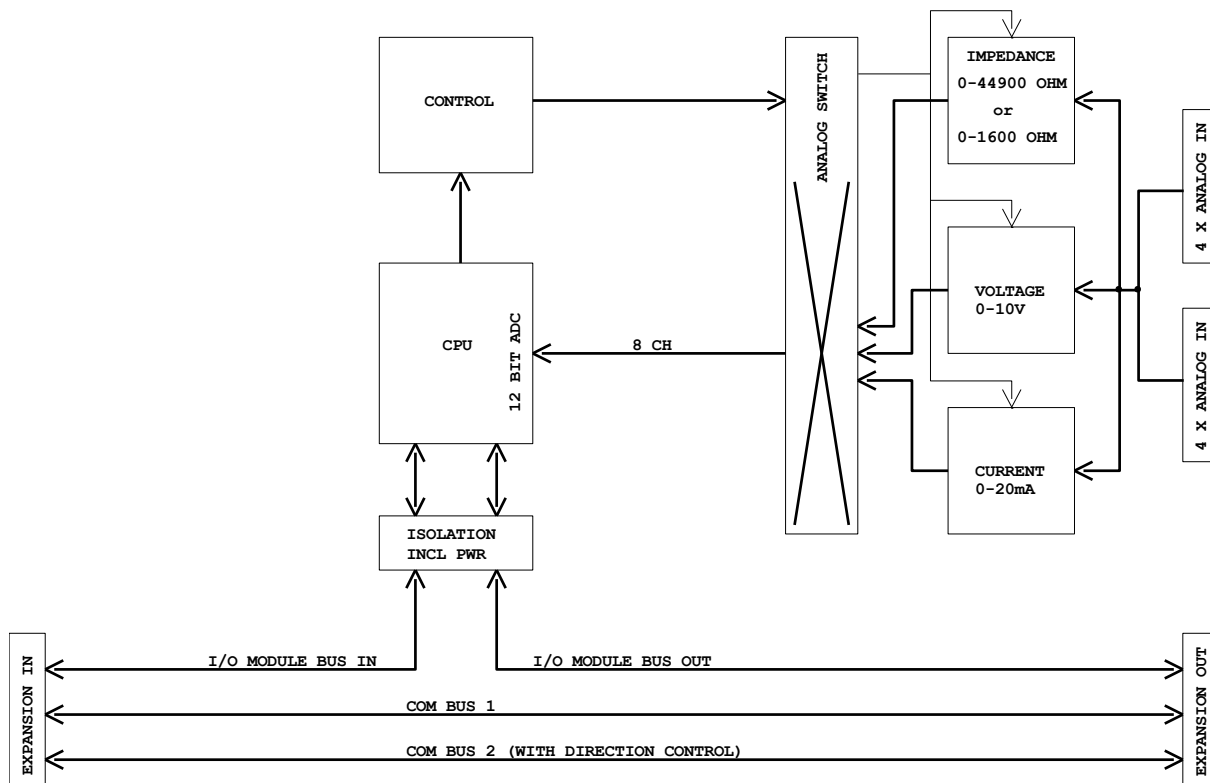 CONTROL
ANALOG SWITCH
IMPEDANCE
0-44900 OHM
or
0-1600 OHM
4 X ANALOG IN
VOLTAGE
0-10V
CPU
12 BIT ADC
8 CH
4 X ANALOG IN
CURRENT
0-20mA
ISOLATION
INCL PWR
EXPANSION IN
I/O MODULE BUS IN
I/O MODULE BUS OUT
EXPANSION OUT
COM BUS 1
COM BUS 2 (WITH DIRECTION CONTROL)